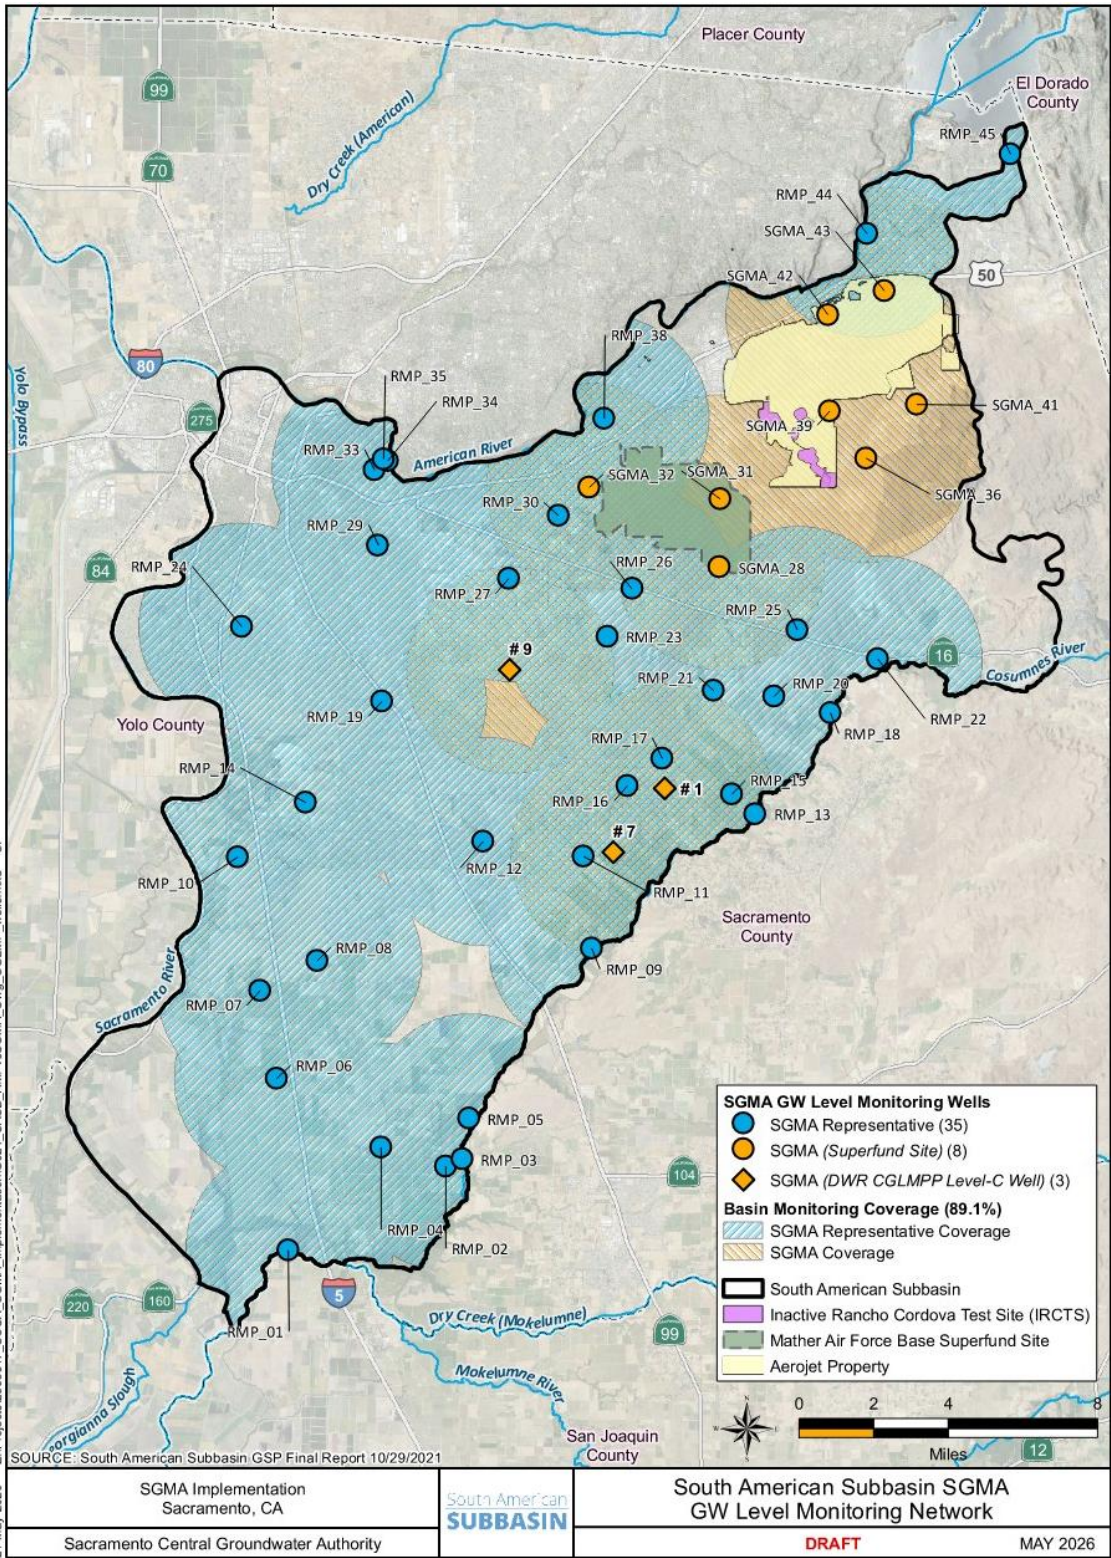 Placer County
El Dorado
County
99
70
Dry Creek (American)
RMP_45
RMP_44
SGMA_43
50
SGMA_42
RMP_38
80
RMP_35
Yolo Bypass
275
RMP_34
SGMA_41
SGMA_39
RMP_33
American River
SGMA_32
SGMA_31
SGMA_36
RMP_30
RMP_29
84
RMP_24
RMP_26
SGMA_28
RMP_27
RMP_25
RMP_23
# 9
16
Cosumnes River
RMP_21
RMP_20
RMP_19
Yolo County
RMP_22
RMP_18
RMP_17
RMP_14
RMP_15
# 1
RMP_16
RMP_13
# 7
RMP_12
RMP_10
RMP_11
Sacramento
County
RMP_08
RMP_09
Sacramento River
RMP_07
RMP_06
RMP_05
RMP_03
104
RMP_04
RMP_02
5
220
160
RMP_01
Dry Creek (Mokelumne)
99
Mokelumne River
eorgianna Slough
San Joaquin
County
12
SGMA GW Level Monitoring Wells
SGMA Representative (35)
SGMA (Superfund Site) (8)
SGMA (DWR CGLMPP Level-C Well) (3)
Basin Monitoring Coverage (89.1%)
SGMA Representative Coverage
SGMA Coverage
South American Subbasin
Inactive Rancho Cordova Test Site (IRCTS)
Mather Air Force Base Superfund Site
Aerojet Property
0 2 4 8
Miles
SOURCE: South American Subbasin GSP Final Report 10/29/2021
SGMA Implementation
Sacramento, CA
Sacramento Central Groundwater Authority
South American
SUBBASIN
South American Subbasin SGMA
GW Level Monitoring Network
DRAFT MAY 2026